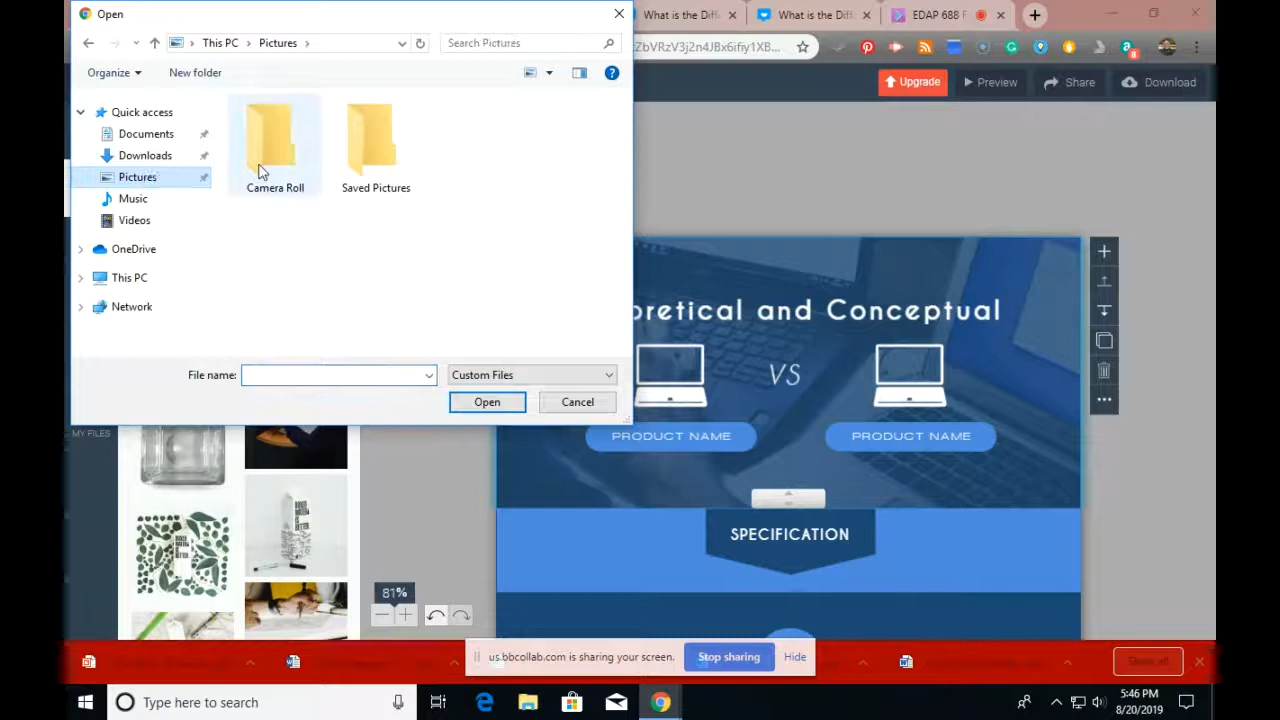 Open
What is the Diff
What is the Diff
EDAP 688 F
This PC
Pictures
Search Pictures
ZbVRzV3j2n4JBx6ifiy1XB...
Organize
New folder
Upgrade
Preview
Share
Download
Quick access
Documents
Downloads
Pictures
Music
Videos
OneDrive
This PC
Network
Camera Roll
Saved Pictures
File name:
Custom Files
Open
Cancel
oretical and Conceptual
VS
PRODUCT NAME
PRODUCT NAME
MY FILES
SPECIFICATION
81%
us.bbcollab.com is sharing your screen.
Stop sharing
Hide
Show all
Type here to search
5:46 PM
8/20/2019